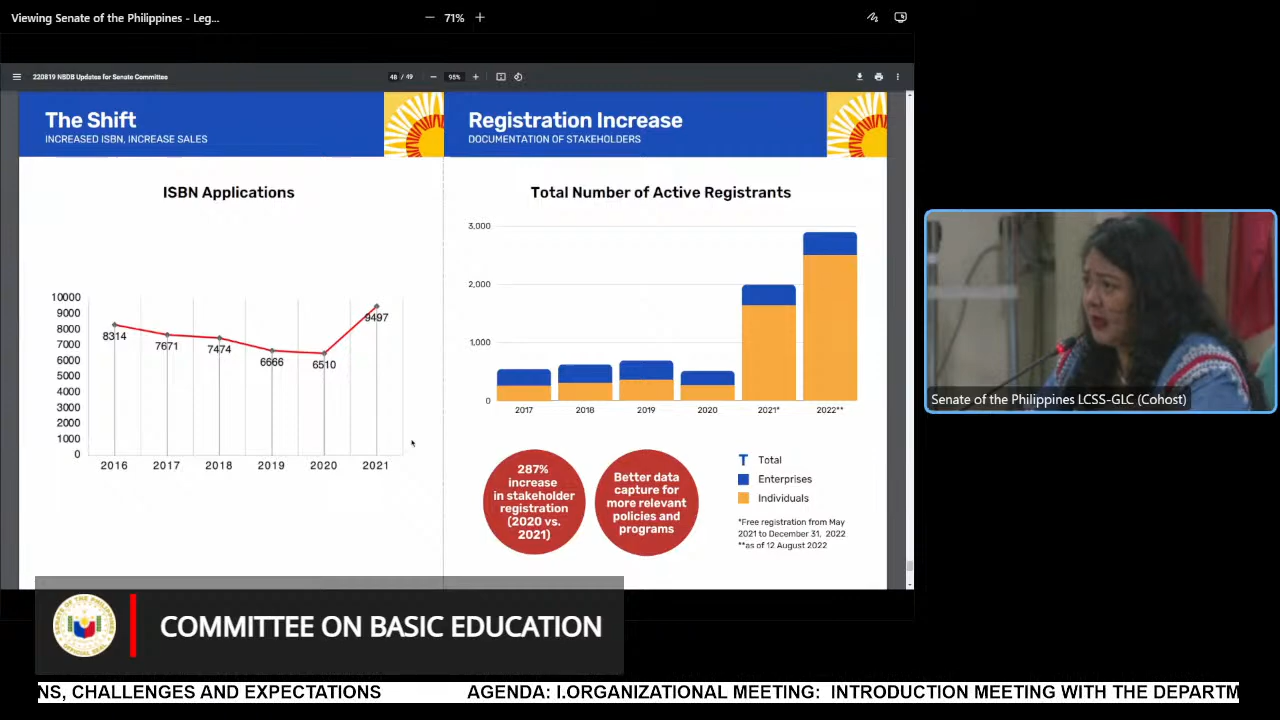 Viewing Senate of the Philippines - Leg...
71%
220819 NBDB Updates for Senate Committee
48 / 49
95%
The Shift
INCREASED ISBN, INCREASE SALES
ISBN Applications
10000
9000
8000
7000
6000
5000
4000
3000
2000
1000
0
8314
7671
7474
6666
6510
9497
2016 2017 2018 2019 2020 2021
Registration Increase
DOCUMENTATION OF STAKEHOLDERS
Total Number of Active Registrants
3,000
2,000
1,000
0
2017 2018 2019 2020 2021* 2022**
287%
increase
in stakeholder
registration
(2020 vs.
2021)
Better data
capture for
more relevant
policies and
programs
T Total
Enterprises
Individuals
*Free registration from May
2021 to December 31, 2022
**as of 12 August 2022
Senate of the Philippines LCSS-GLC (Cohost)
COMMITTEE ON BASIC EDUCATION
NS, CHALLENGES AND EXPECTATIONS AGENDA: I.ORGANIZATIONAL MEETING: INTRODUCTION MEETING WITH THE DEPARTM